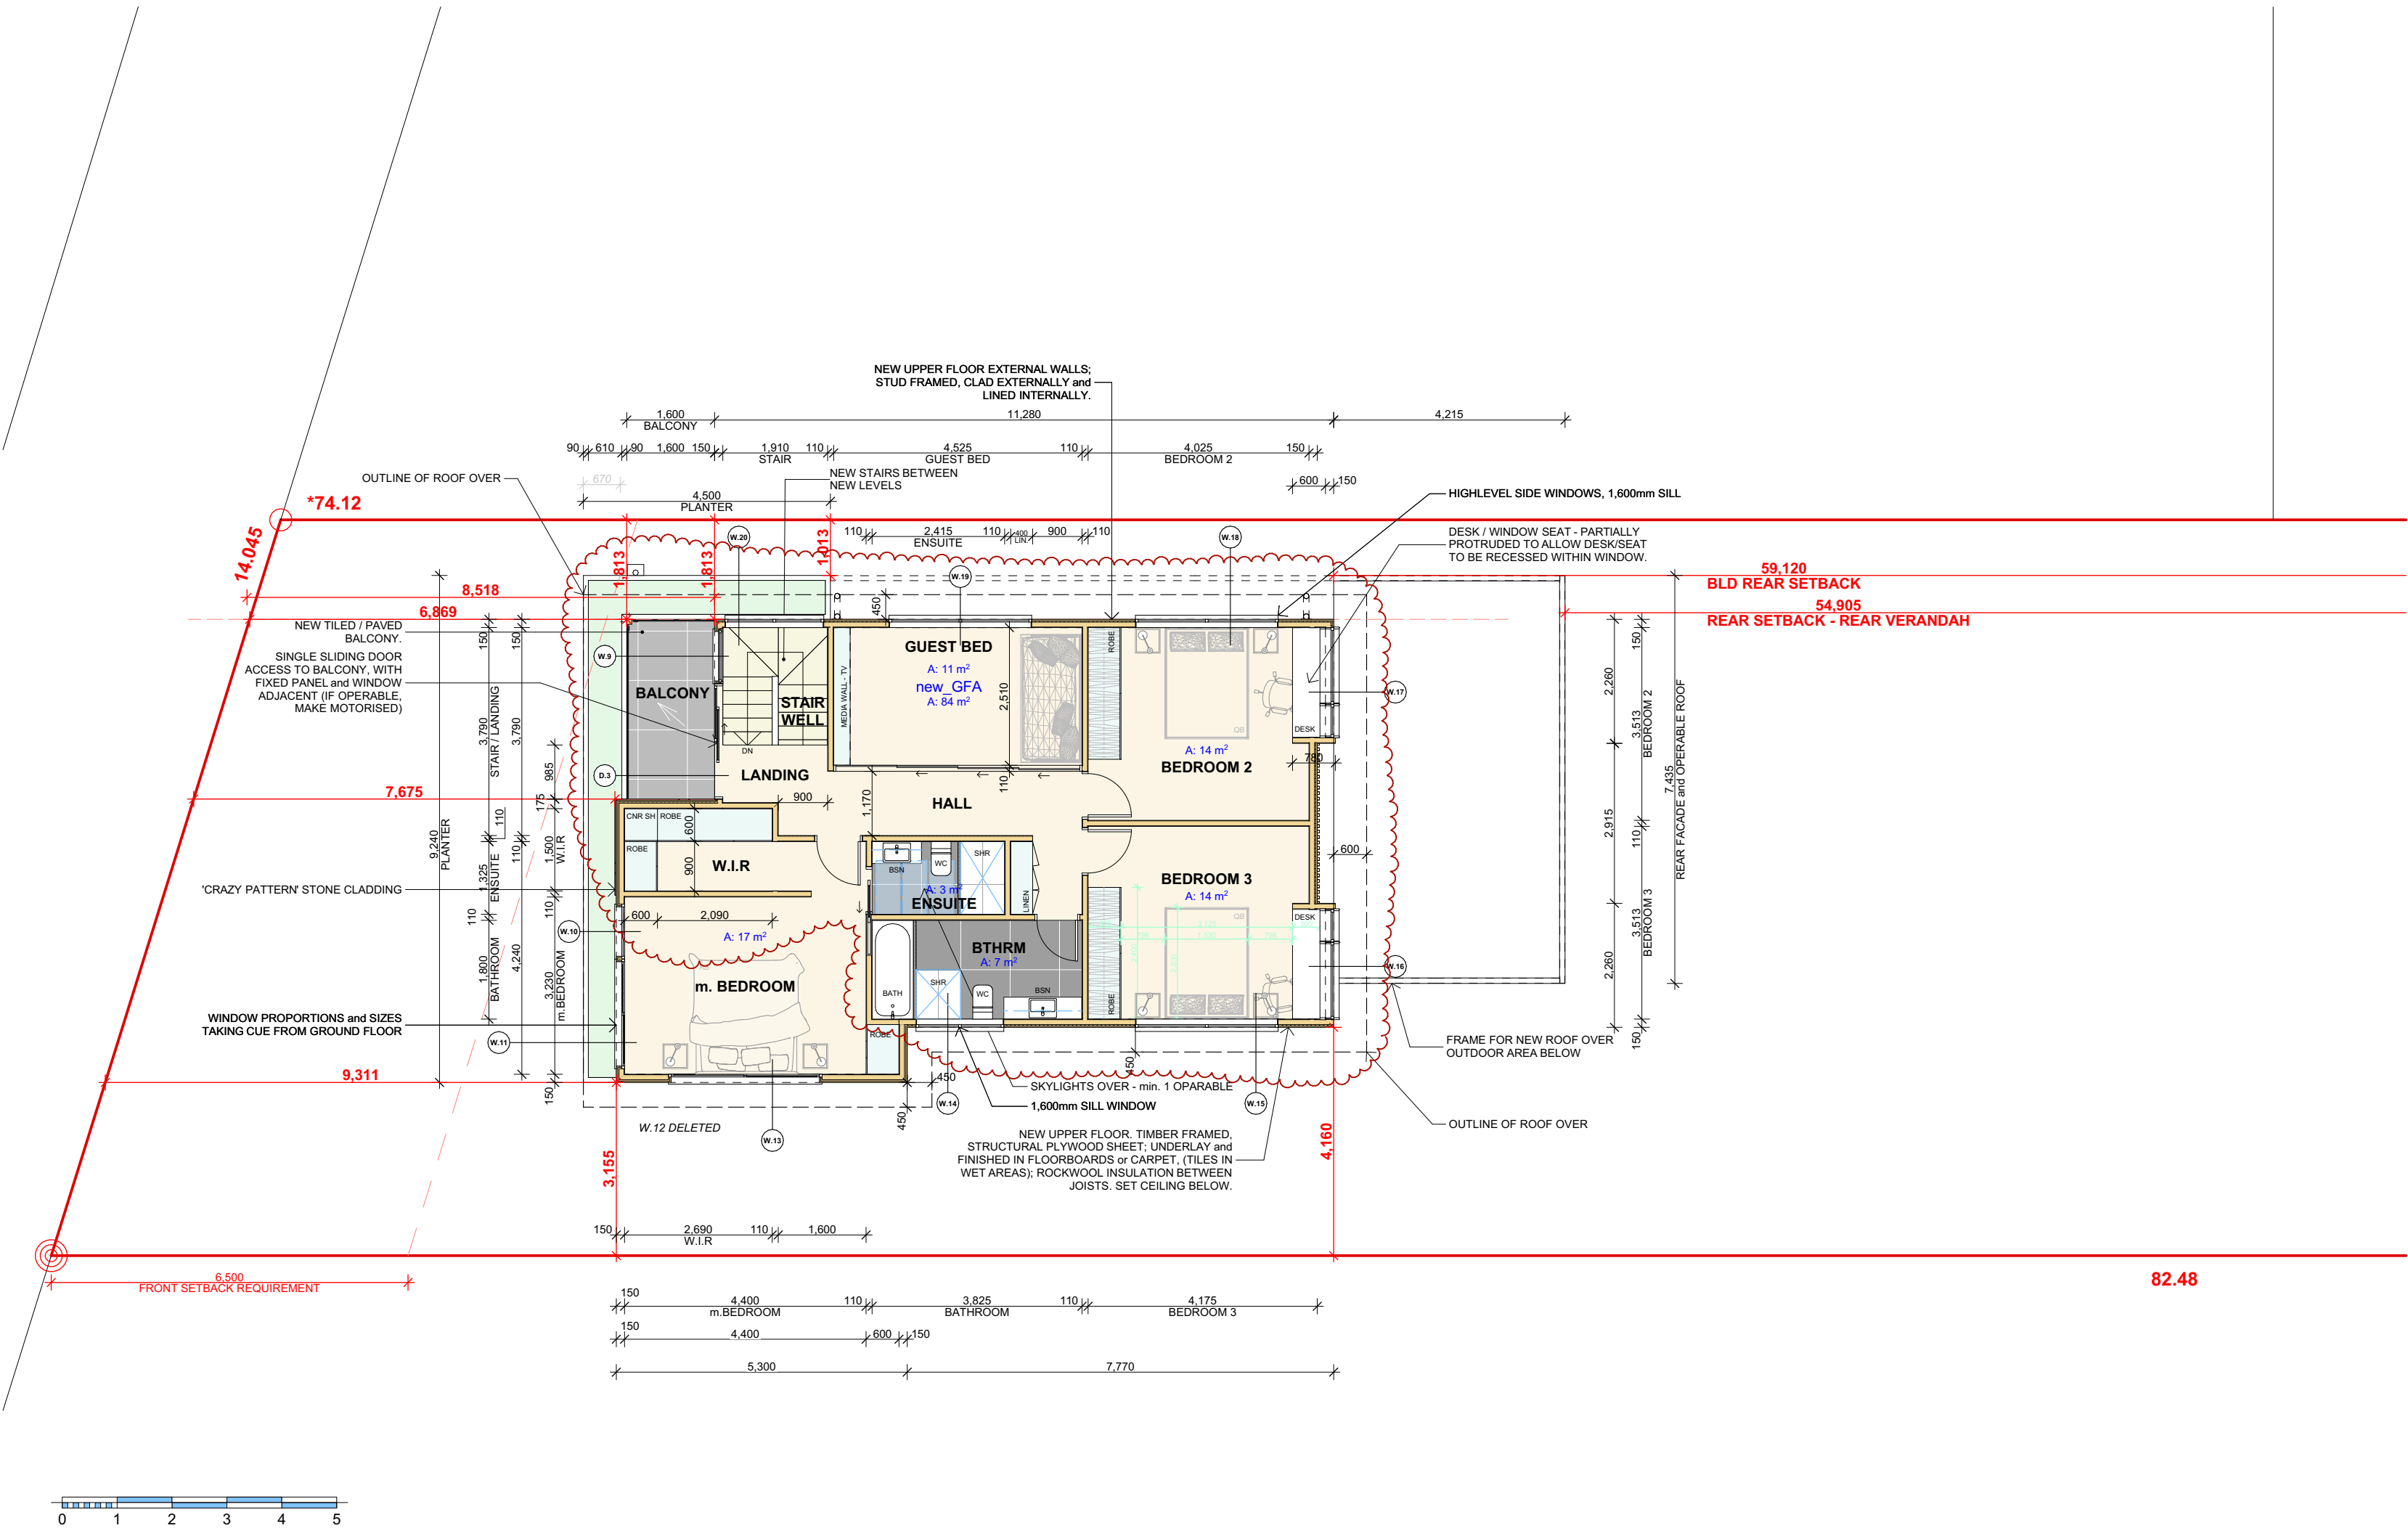 NEW UPPER FLOOR EXTERNAL WALLS;
STUD FRAMED, CLAD EXTERNALLY and
LINED INTERNALLY.
1,600
BALCONY
11,280
4,215
90 610 90 1,600 150 1,910 110 4,525 110 4,025 150
STAIR GUEST BED BEDROOM 2
OUTLINE OF ROOF OVER
670
NEW STAIRS BETWEEN
NEW LEVELS
600 150
4,500
PLANTER
HIGHLEVEL SIDE WINDOWS, 1,600mm SILL
*74.12
14.045
110 2,415 110 400 900 110
ENSUITE LIN.
W.20
W.18
W.19
DESK / WINDOW SEAT - PARTIALLY
PROTRUDED TO ALLOW DESK/SEAT
TO BE RECESSED WITHIN WINDOW.
1,813
1,813
1,013
59,120
BLD REAR SETBACK
54,905
REAR SETBACK - REAR VERANDAH
8,518
6,869
450
NEW TILED / PAVED
BALCONY.
SINGLE SLIDING DOOR
ACCESS TO BALCONY, WITH
FIXED PANEL and WINDOW
ADJACENT (IF OPERABLE,
MAKE MOTORISED)
150
150
3,790
STAIR / LANDING
3,790
985
175
W.9
D.3
BALCONY
STAIR
WELL
DN
LANDING
900
MEDIA WALL - TV
GUEST BED
A: 11 m²
new_GFA
A: 84 m²
2,510
110
1,170
HALL
ROBE
QB
A: 14 m²
BEDROOM 2
DESK
780
W.17
150
2,260
3,513
BEDROOM 2
7,435
REAR FACADE and OPERABLE ROOF
2,915
110
600
7,675
9,240
PLANTER
110
1,325
ENSUITE
110
1,500
W.I.R
CNR SH ROBE
600
ROBE
900
W.I.R
BSN
WC
SHR
A: 3 m²
ENSUITE
LINEN
BEDROOM 3
A: 14 m²
QB
DESK
ROBE
'CRAZY PATTERN' STONE CLADDING
110
110
600 2,090
A: 17 m²
W.10
m. BEDROOM
BTHRM
A: 7 m²
BATH
SHR
WC
BSN
ROBE
W.16
3,513
BEDROOM 3
2,260
150
1,800
BATHROOM
4,240
3,230
m.BEDROOM
150
WINDOW PROPORTIONS and SIZES
TAKING CUE FROM GROUND FLOOR
W.11
FRAME FOR NEW ROOF OVER
OUTDOOR AREA BELOW
9,311
450
450
450
SKYLIGHTS OVER - min. 1 OPARABLE
W.14
1,600mm SILL WINDOW
W.15
W.12 DELETED
W.13
OUTLINE OF ROOF OVER
NEW UPPER FLOOR. TIMBER FRAMED,
STRUCTURAL PLYWOOD SHEET; UNDERLAY and
FINISHED IN FLOORBOARDS or CARPET, (TILES IN
WET AREAS); ROCKWOOL INSULATION BETWEEN
JOISTS. SET CEILING BELOW.
3,155
4,160
150 2,690 110 1,600
W.I.R
6,500
FRONT SETBACK REQUIREMENT
82.48
150
4,400 110 3,825 110 4,175
m.BEDROOM BATHROOM BEDROOM 3
150
4,400 600 150
5,300 7,770
0 1 2 3 4 5